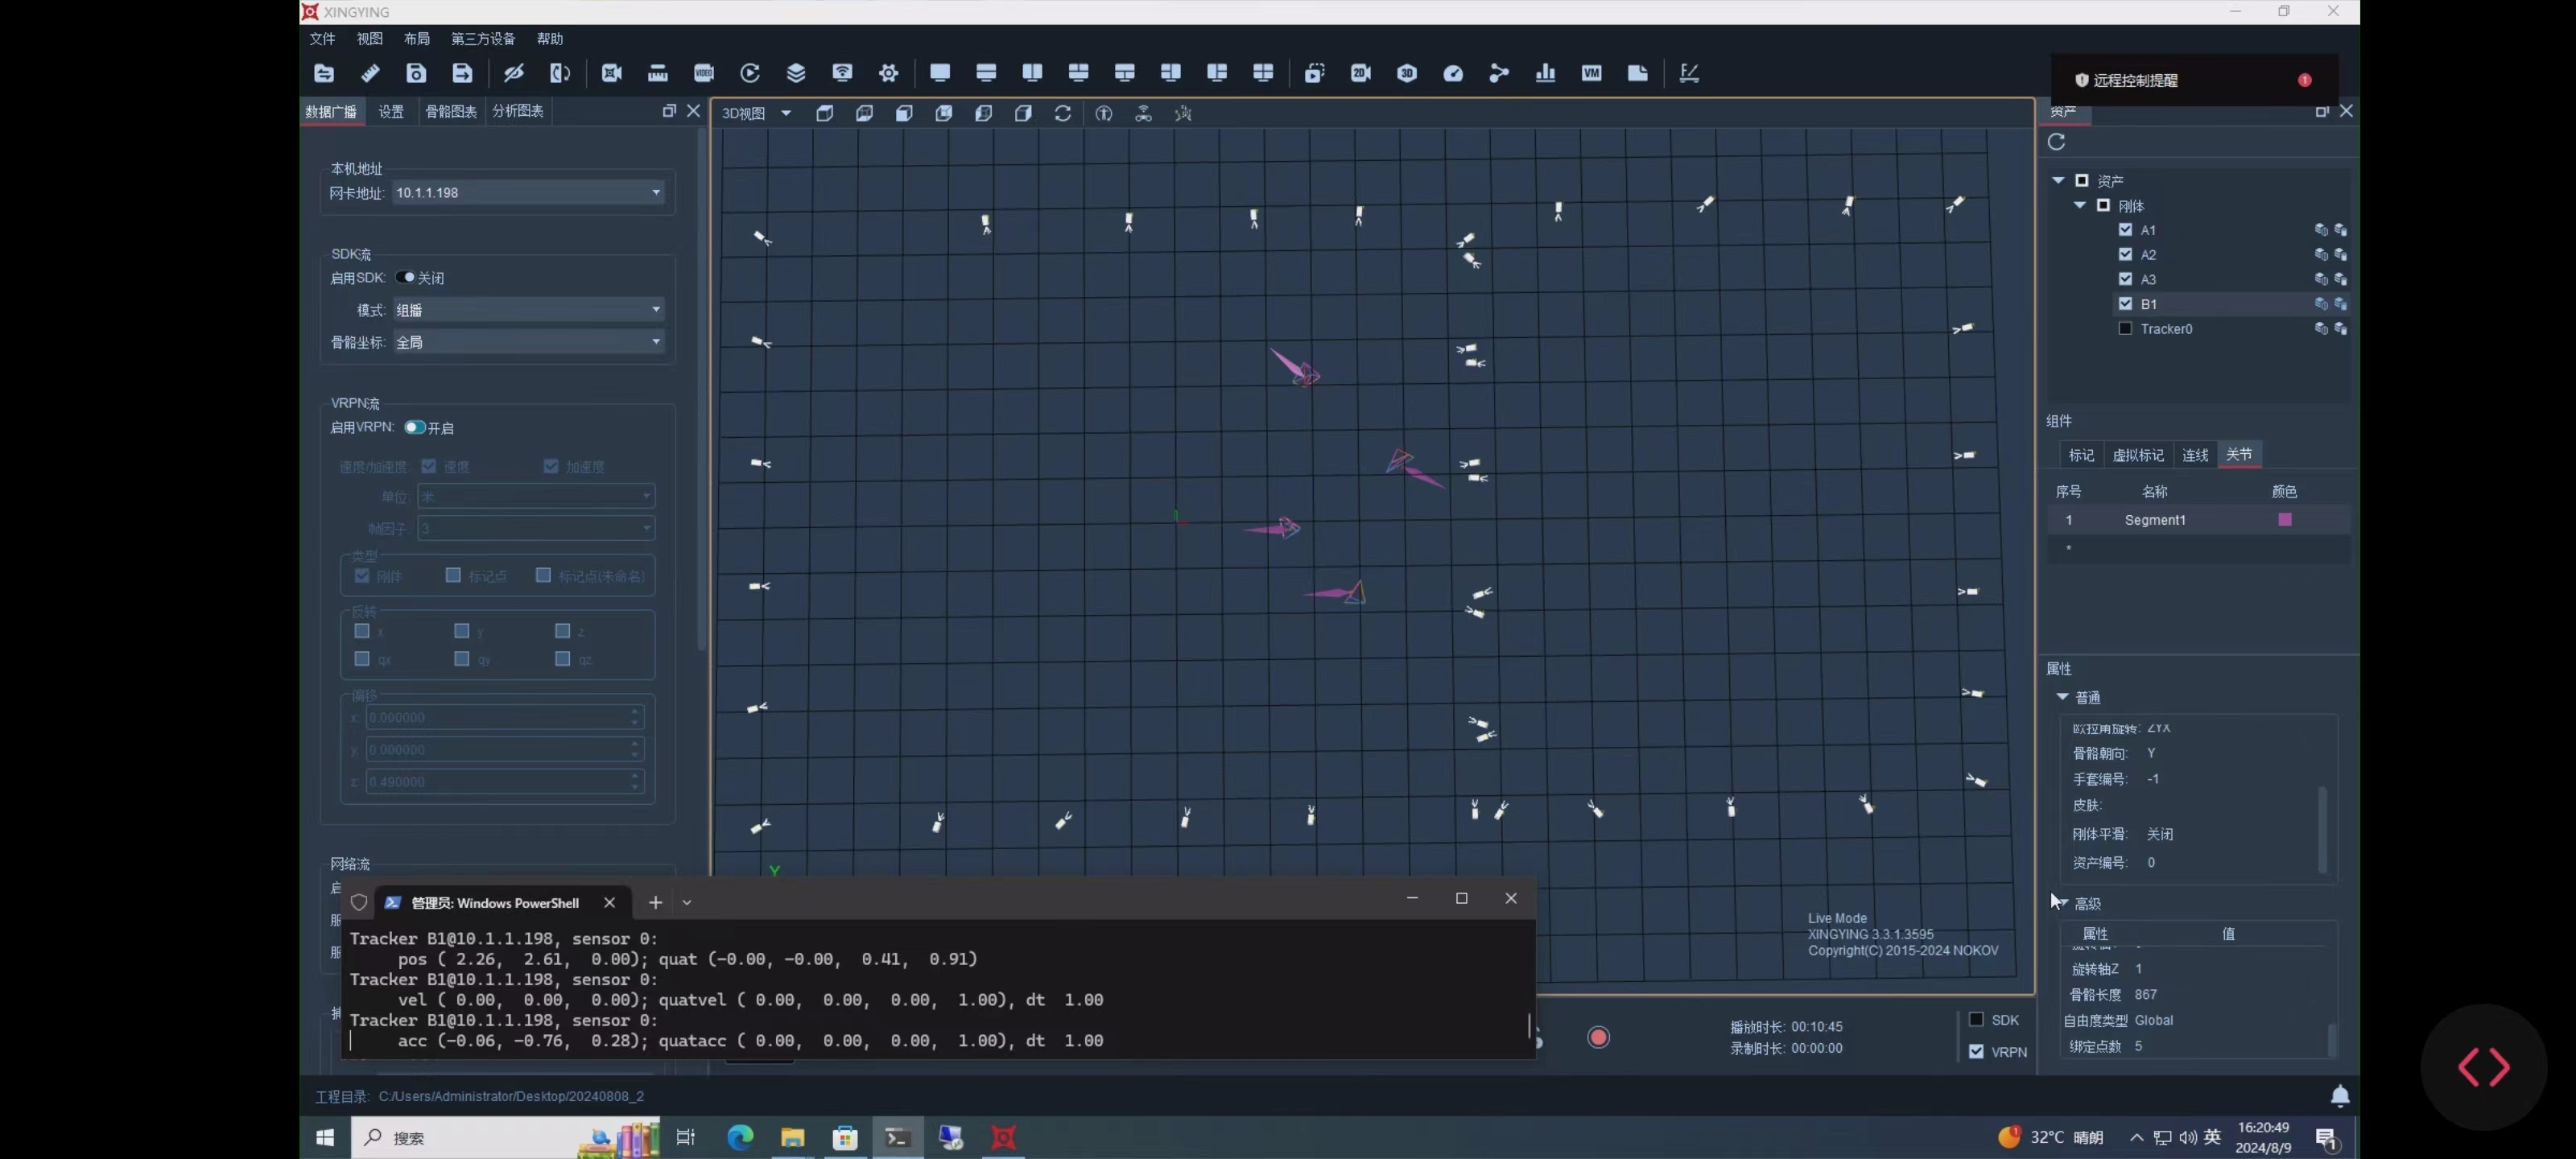 XINGYING
文件 视图 布局 第三方设备 帮助
VIDEO 2D 3D VM
远程控制提醒 1
数据广播 设置 骨骼图表 分析图表
3D视图
资产
本机地址
网卡地址: 10.1.1.198
SDK流
启用SDK: 关闭
模式: 组播
骨骼坐标: 全局
VRPN流
启用VRPN: 开启
速度/加速度 速度 加速度
单位: 米
帧因子: 3
类型
刚体 标记点 标记点(未命名)
反转
x y z
qx qy qz
偏移
x: 0.000000
y: 0.000000
z: 0.490000
网络流
Y
Live Mode
XINGYING 3.3.1.3595
Copyright(C) 2015-2024 NOKOV
资产
刚体
A1
A2
A3
B1
Tracker0
组件
标记 虚拟标记 连线 关节
序号 名称 颜色
1 Segment1
*
属性
普通
欧拉角旋转: ZYX
骨骼朝向: Y
手套编号: -1
皮肤:
刚体平滑: 关闭
资产编号: 0
高级
属性 值
旋转轴Z 1
骨骼长度 867
自由度类型 Global
绑定点数 5
管理员: Windows PowerShell
Tracker B1@10.1.1.198, sensor 0:
pos ( 2.26, 2.61, 0.00); quat (-0.00, -0.00, 0.41, 0.91)
Tracker B1@10.1.1.198, sensor 0:
vel ( 0.00, 0.00, 0.00); quatvel ( 0.00, 0.00, 0.00, 1.00), dt 1.00
Tracker B1@10.1.1.198, sensor 0:
acc (-0.06, -0.76, 0.28); quatacc ( 0.00, 0.00, 0.00, 1.00), dt 1.00
播放时长: 00:10:45
录制时长: 00:00:00
SDK
VRPN
工程目录: C:/Users/Administrator/Desktop/20240808_2
搜索
1 32°C 晴朗 英
16:20:49
2024/8/9
1